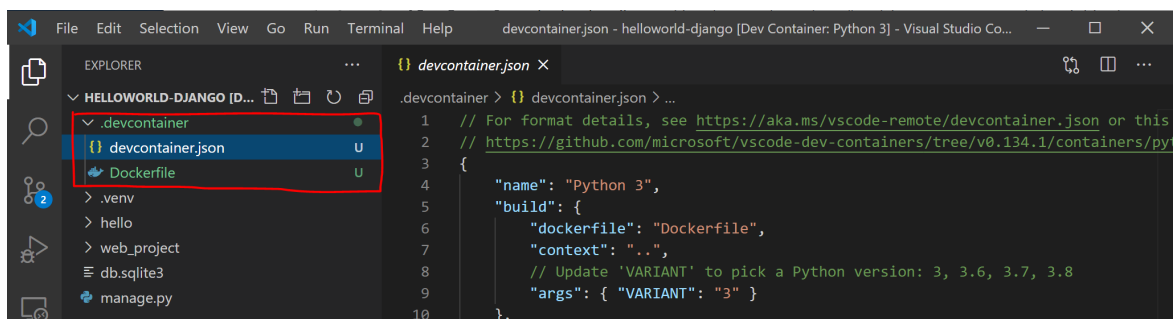 File Edit Selection View Go Run Terminal Help devcontainer.json - helloworld-django [Dev Container: Python 3] - Visual Studio Co...
EXPLORER
HELLOWORLD-DJANGO [D...
.devcontainer
devcontainer.json U
Dockerfile U
.venv
hello
web_project
db.sqlite3
manage.py
2
{} devcontainer.json
.devcontainer > {} devcontainer.json > ...
1 // For format details, see https://aka.ms/vscode-remote/devcontainer.json or this
2 // https://github.com/microsoft/vscode-dev-containers/tree/v0.134.1/containers/pyt
3 {
4 "name": "Python 3",
5 "build": {
6 "dockerfile": "Dockerfile",
7 "context": "..",
8 // Update 'VARIANT' to pick a Python version: 3, 3.6, 3.7, 3.8
9 "args": { "VARIANT": "3" }
10 },